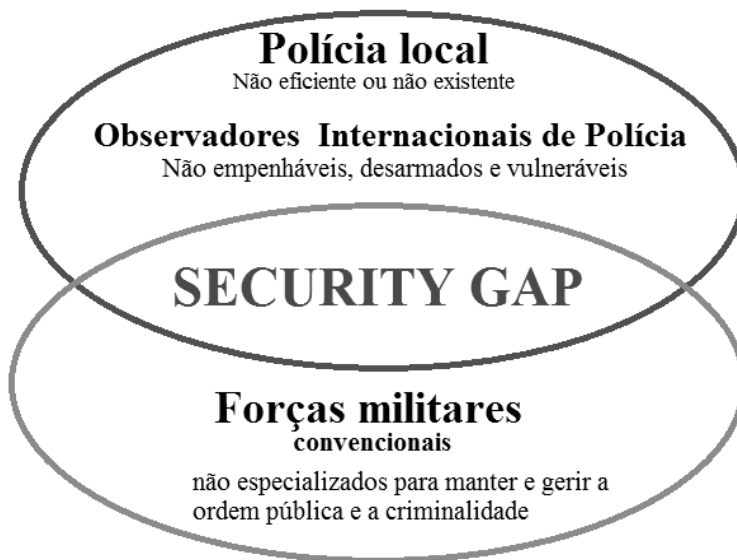 Polícia local
Não eficiente ou não existente
Observadores Internacionais de Polícia
Não empenháveis, desarmados e vulneráveis
SECURITY GAP
Forças militares
convencionais
não especializados para manter e gerir a
ordem pública e a criminalidade